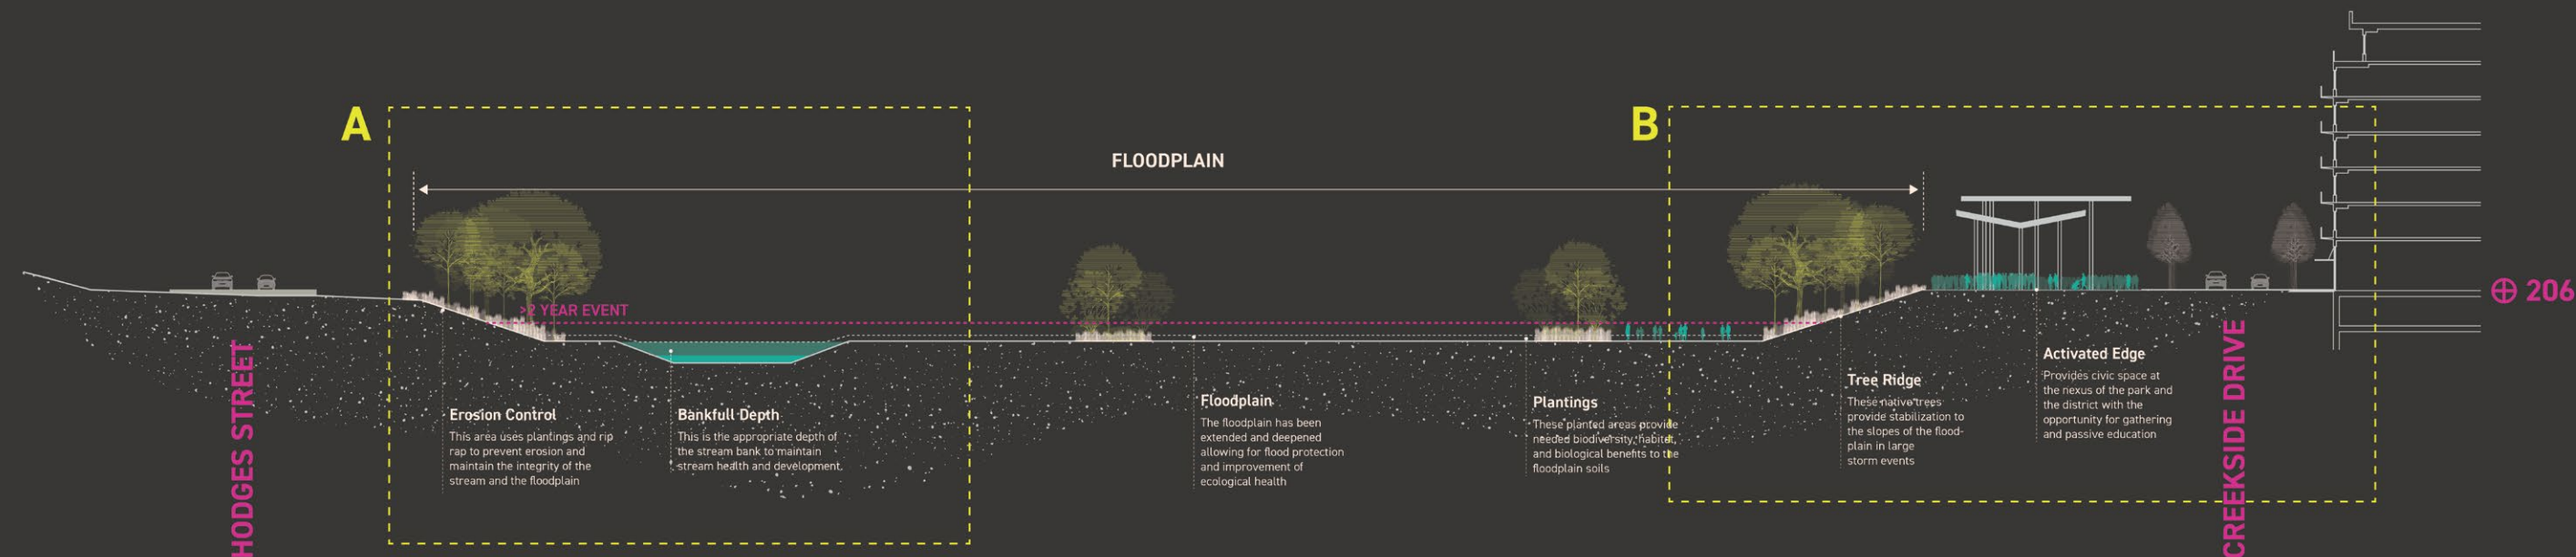 A
B
FLOODPLAIN
>2 YEAR EVENT
206
HODGES STREET
Erosion Control
This area uses plantings and rip
rap to prevent erosion and
maintain the integrity of the
stream and the floodplain
Bankfull Depth
This is the appropriate depth of
the stream bank to maintain
stream health and development.
Floodplain
The floodplain has been
extended and deepened
allowing for flood protection
and improvement of
ecological health
Plantings
These planted areas provide
needed biodiversity, habitat,
and biological benefits to the
floodplain soils
Tree Ridge
These native trees
provide stabilization to
the slopes of the flood-
plain in large
storm events
Activated Edge
Provides civic space at
the nexus of the park and
the district with the
opportunity for gathering
and passive education
CREEKSIDE DRIVE